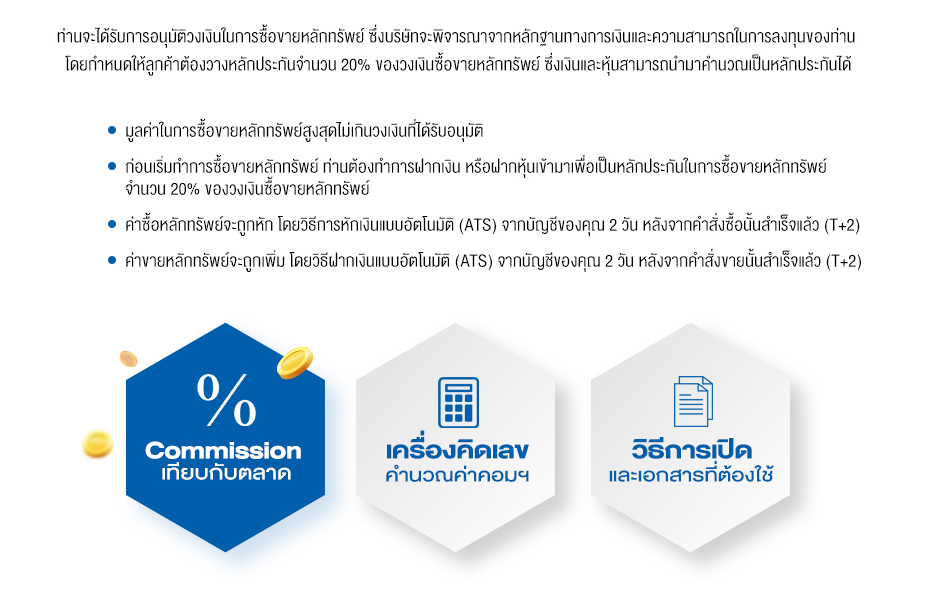 ท่านจะได้รับการอนุมัติวงเงินในการซื้อขายหลักทรัพย์ ซึ่งบริษัทจะพิจารณาจากหลักฐานทางการเงินและความสามารถในการลงทุนของท่าน
โดยกำหนดให้ลูกค้าต้องวางหลักประกันจำนวน 20% ของวงเงินซื้อขายหลักทรัพย์ ซึ่งเงินและหุ้นสามารถนำมาคำนวณเป็นหลักประกันได้
• มูลค่าในการซื้อขายหลักทรัพย์สูงสุดไม่เกินวงเงินที่ได้รับอนุมัติ
• ก่อนเริ่มทำการซื้อขายหลักทรัพย์ ท่านต้องทำการฝากเงิน หรือฝากหุ้นเข้ามาเพื่อเป็นหลักประกันในการซื้อขายหลักทรัพย์
จำนวน 20% ของวงเงินซื้อขายหลักทรัพย์
• ค่าซื้อหลักทรัพย์จะถูกหัก โดยวิธีการหักเงินแบบอัตโนมัติ (ATS) จากบัญชีของคุณ 2 วัน หลังจากคำสั่งซื้อนั้นสำเร็จแล้ว (T+2)
• ค่าขายหลักทรัพย์จะถูกเพิ่ม โดยวิธีฝากเงินแบบอัตโนมัติ (ATS) จากบัญชีของคุณ 2 วัน หลังจากคำสั่งขายนั้นสำเร็จแล้ว (T+2)
%
Commission
เทียบกับตลาด
เครื่องคิดเลข
คำนวณค่าคอมฯ
วิธีการเปิด
และเอกสารที่ต้องใช้